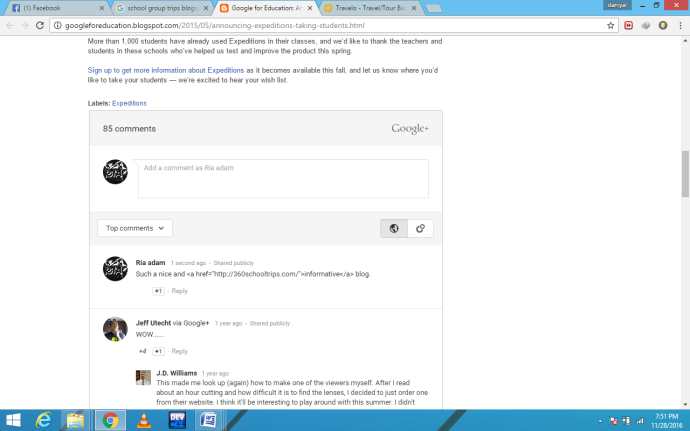 (1) Facebook
school group trips blogs
Google for Education: An
Travelo - Travel/Tour Boo
daniyal
googleforeducation.blogspot.com/2015/05/announcing-expeditions-taking-students.html
More than 1,000 students have already used Expeditions in their classes, and we'd like to thank the teachers and
students in these schools who've helped us test and improve the product this spring.
Sign up to get more information about Expeditions as it becomes available this fall, and let us know where you'd
like to take your students — we're excited to hear your wish list.
Labels: Expeditions
85 comments
Google+
Add a comment as Ria adam
Top comments
Ria adam 1 second ago - Shared publicly
Such a nice and <a href="http://360schooltrips.com/">informative</a> blog.
+1 · Reply
Jeff Utecht via Google+ 1 year ago - Shared publicly
WOW......
+4 +1 · Reply
J.D. Williams 1 year ago
This made me look up (again) how to make one of the viewers myself. After I read
about an hour cutting and how difficult it is to find the lenses, I decided to just order one
from their website. I think it'll be interesting to play around with this summer. I didn't
DEV
7:51 PM
11/28/2016